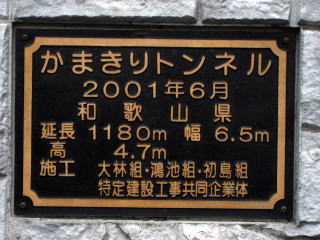 かまきりトンネル
2001年6月
和歌山県
延長 1180m 幅 6.5m
高 4.7m
施工 大林組・鴻池組・初島組
特定建設工事共同企業体